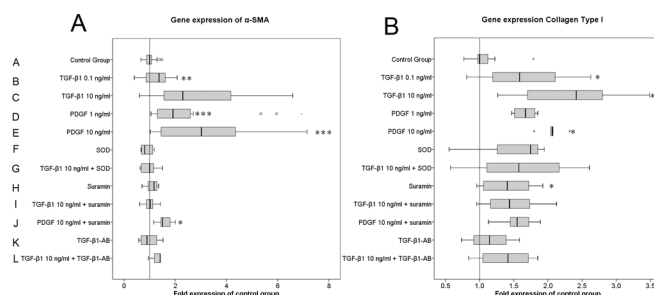 A
Gene expression of α-SMA
A Control Group
B TGF-β1 0.1 ng/ml **
C TGF-β1 10 ng/ml
D PDGF 1 ng/ml ***
E PDGF 10 ng/ml ***
F SOD
G TGF-β1 10 ng/ml + SOD
H Suramin
I TGF-β1 10 ng/ml + suramin
J PDGF 10 ng/ml + suramin *
K TGF-β1-AB
L TGF-β1 10 ng/ml + TGF-β1-AB
0 2 4 6 8
Fold expression of control group
B
Gene expression Collagen Type I
Control Group
TGF-β1 0.1 ng/ml *
TGF-β1 10 ng/ml *
PDGF 1 ng/ml
PDGF 10 ng/ml *
SOD
TGF-β1 10 ng/ml + SOD
Suramin *
TGF-β1 10 ng/ml + suramin
PDGF 10 ng/ml + suramin
TGF-β1-AB
TGF-β1 10 ng/ml + TGF-β1-AB
0.5 1.0 1.5 2.0 2.5 3.0 3.5
Fold expression of control group